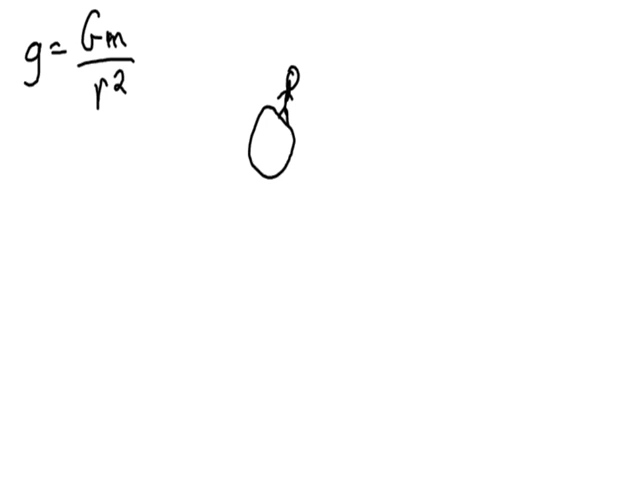 g = Gm / r²